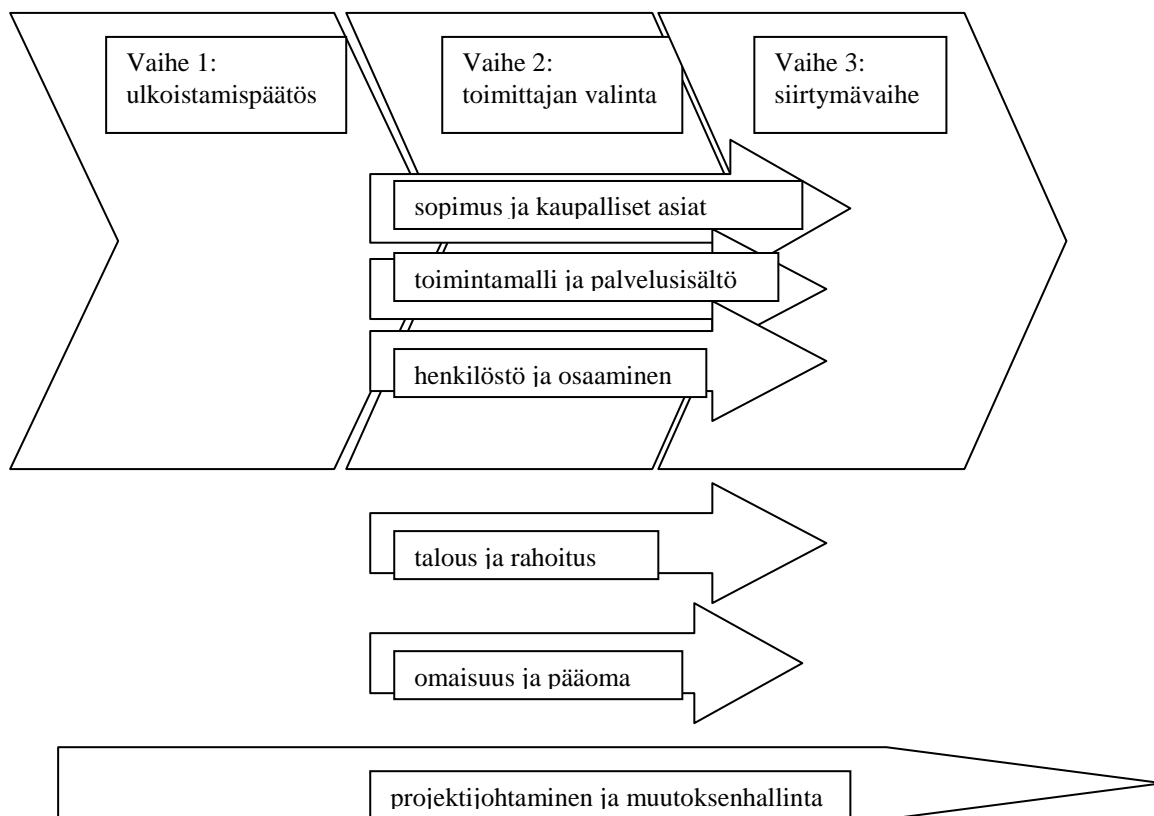 Vaihe 1:
ulkoistamispäätös
Vaihe 2:
toimittajan valinta
Vaihe 3:
siirtymävaihe
sopimus ja kaupalliset asiat
toimintamalli ja palvelusisältö
henkilöstö ja osaaminen
talous ja rahoitus
omaisuus ja pääoma
projektijohtaminen ja muutoksenhallinta